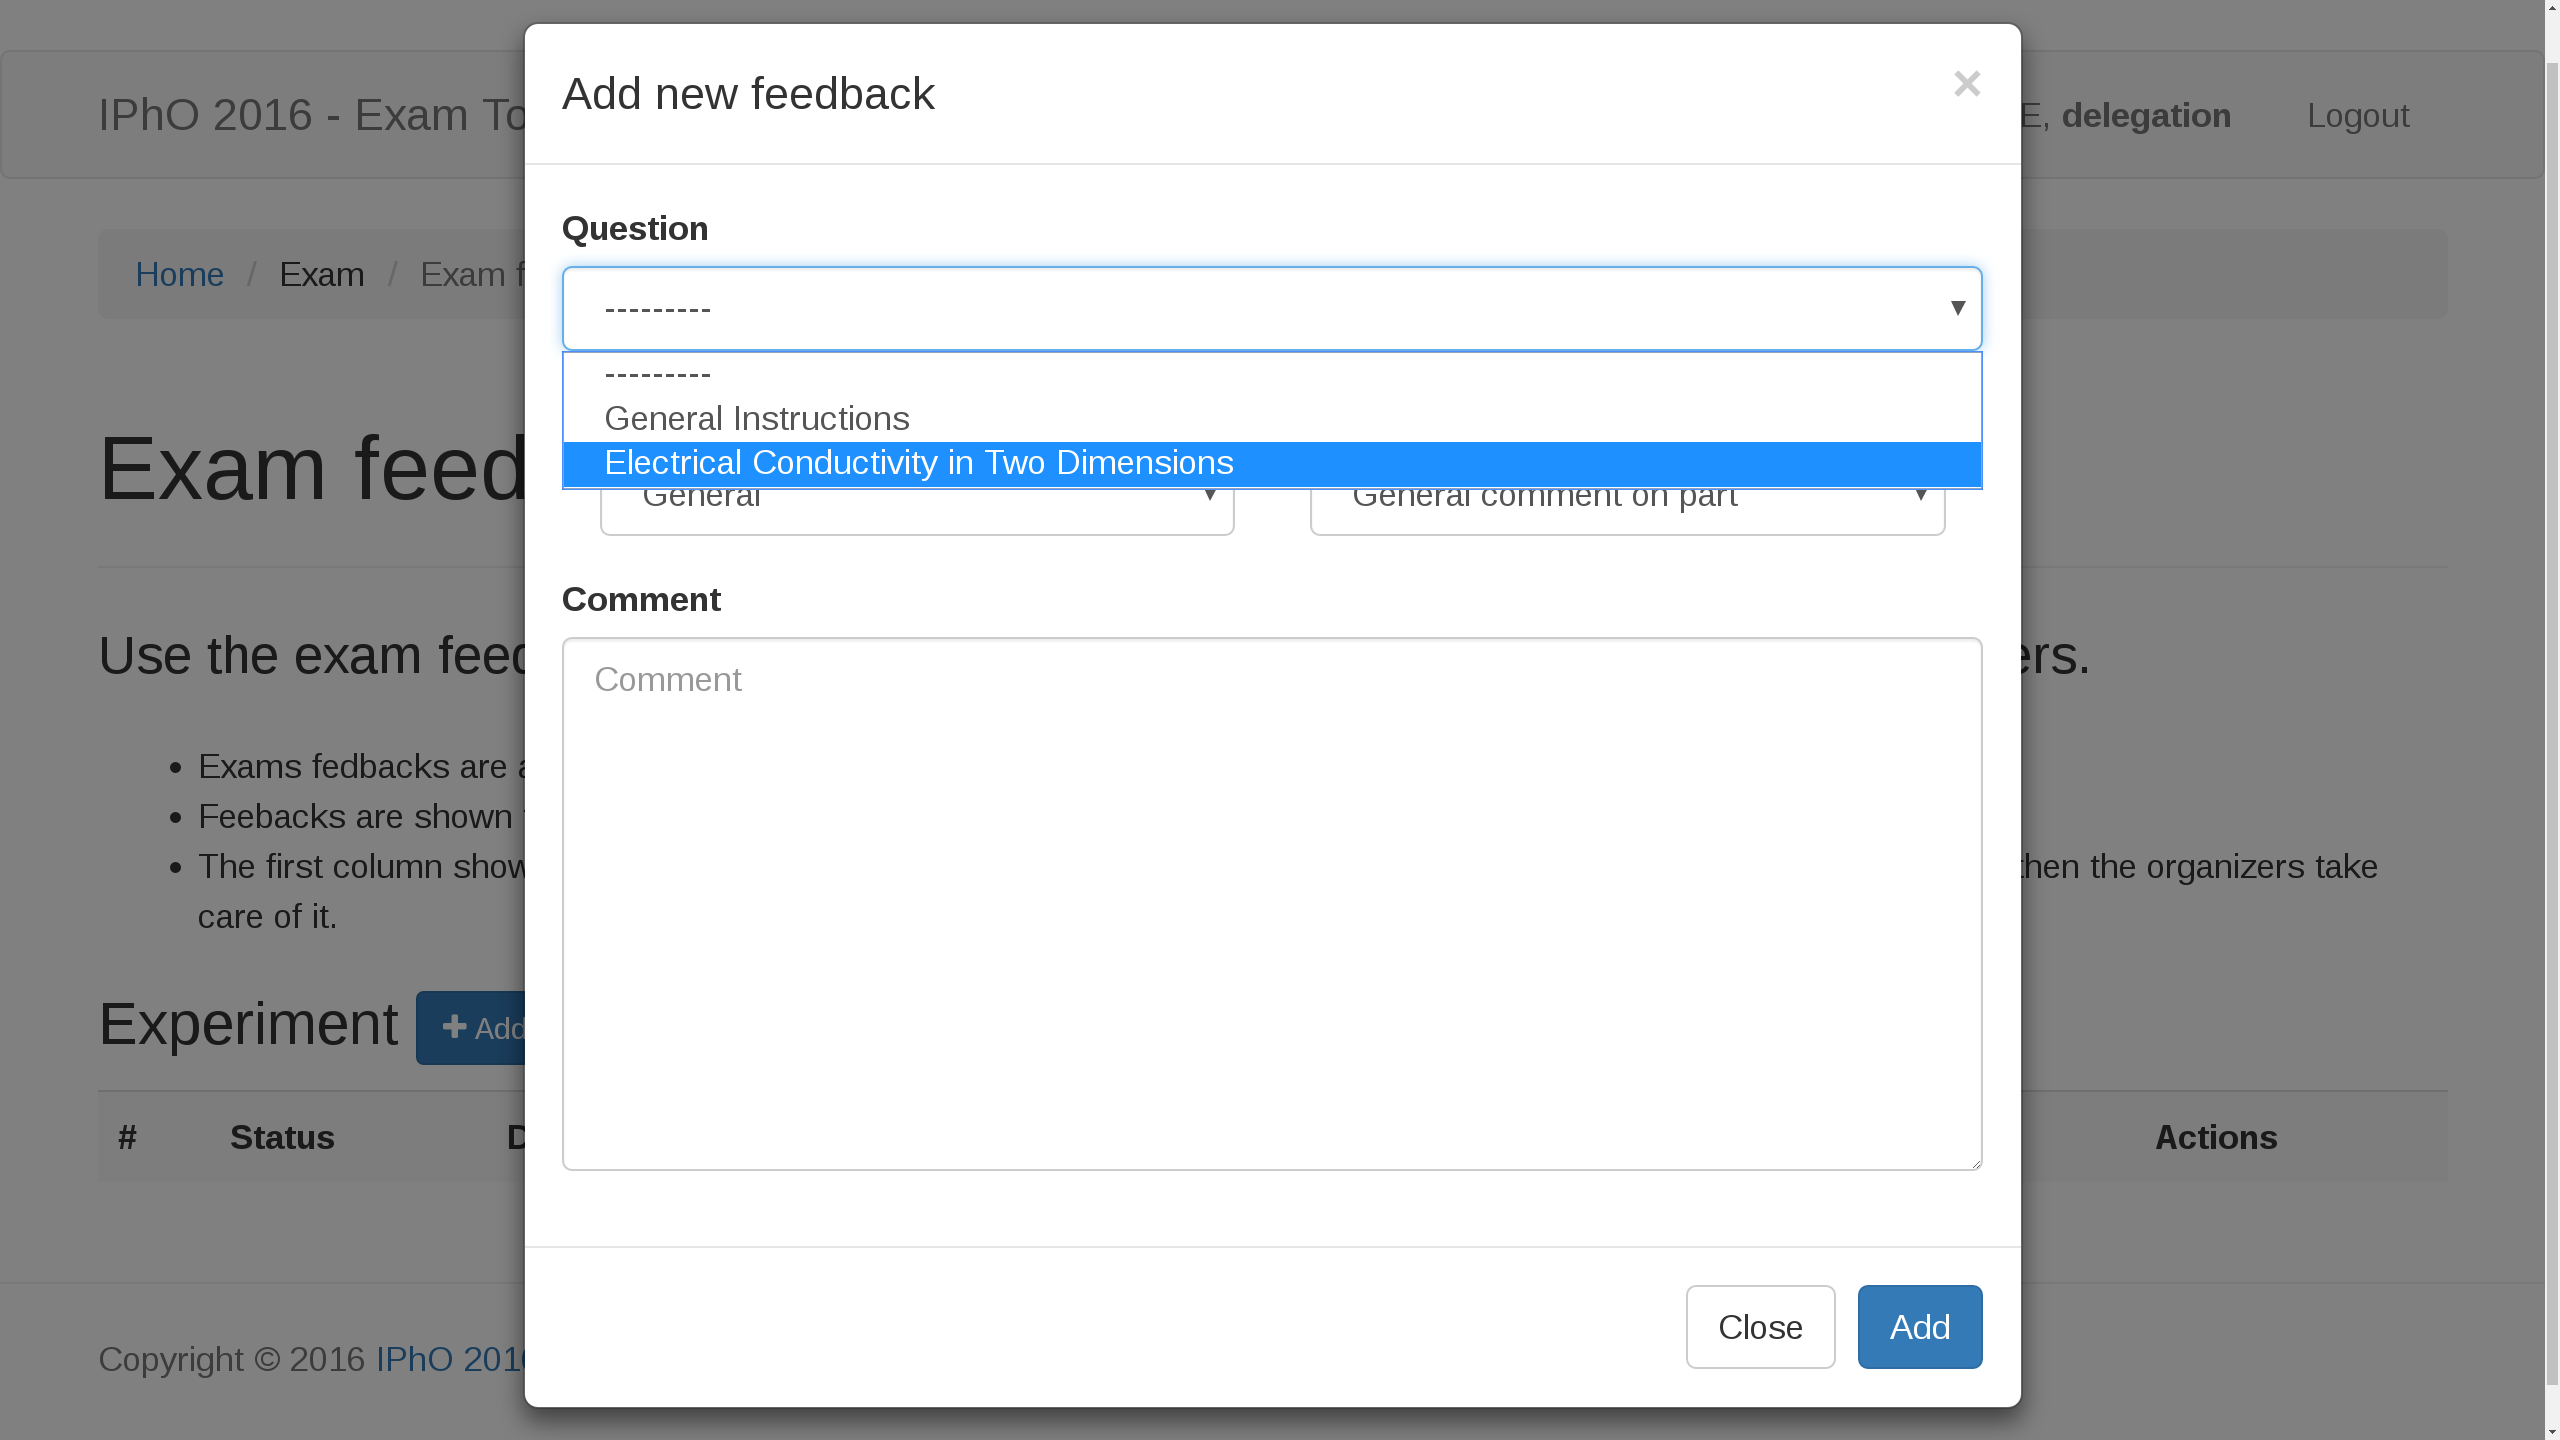 Add new feedback ×
IPhO 2016 - Exam To
E, delegation Logout
Question
Home / Exam / Exam f
---------
---------
General Instructions
Electrical Conductivity in Two Dimensions
General
General comment on part
Exam feed
Comment
Use the exam feed
ers.
Comment
Exams fedbacks are a
Feebacks are shown
The first column show
then the organizers take
care of it.
Experiment Add
# Status D
Actions
Close Add
Copyright © 2016 IPhO 2016